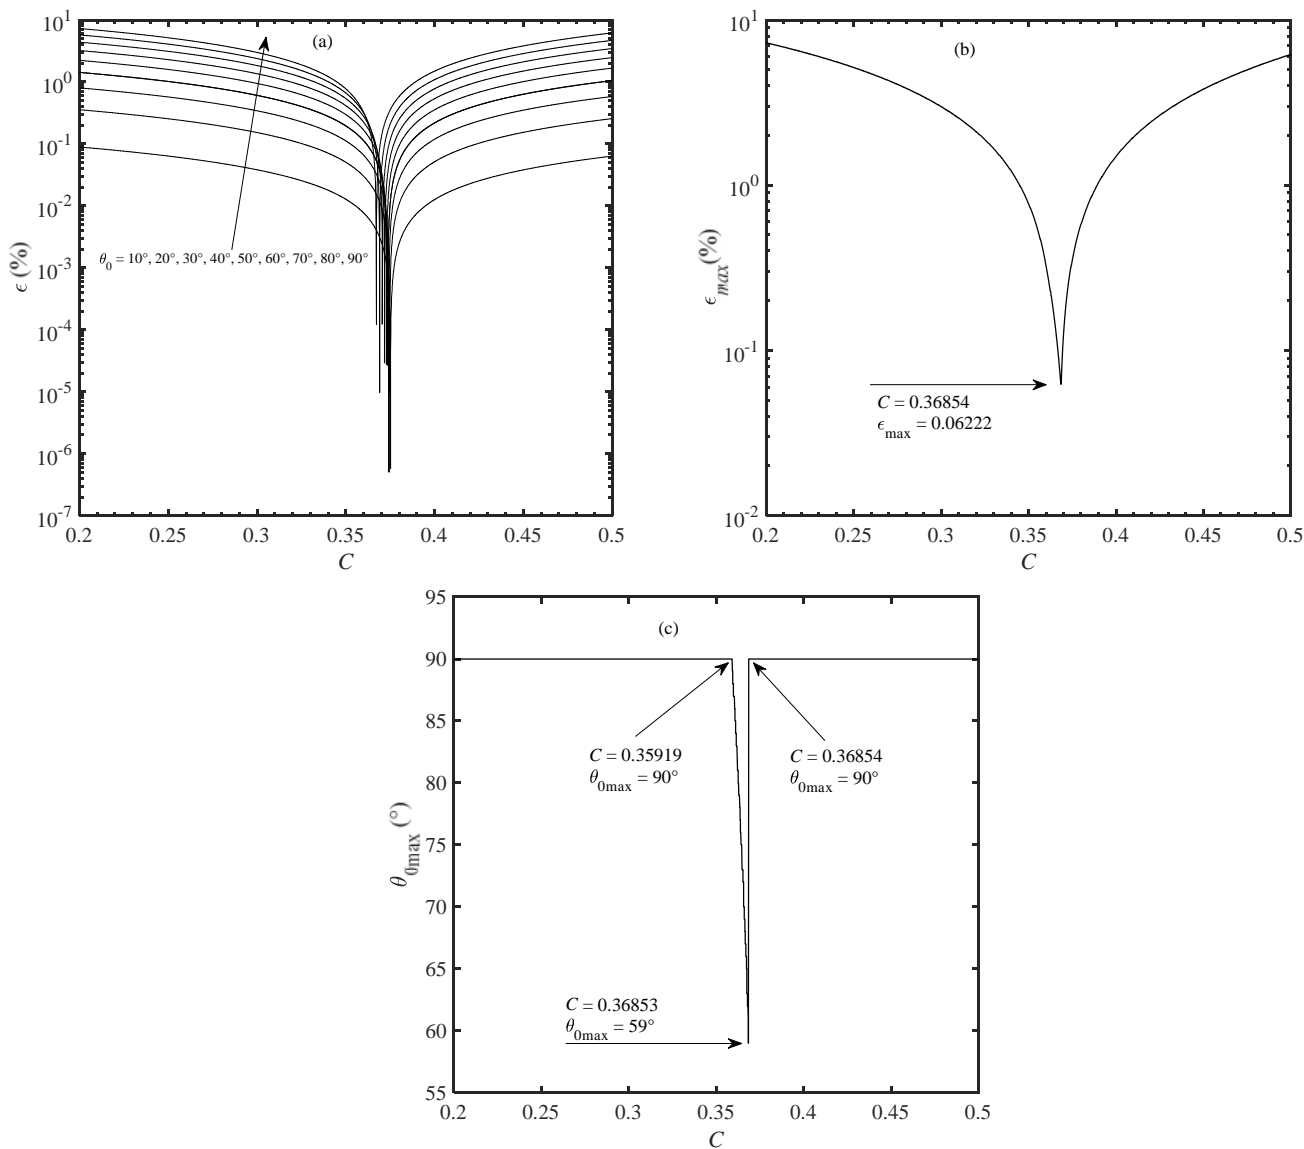 (a)
10^1
10^0
10^-1
10^-2
10^-3
10^-4
10^-5
10^-6
10^-7
ϵ (%)
θ_0 = 10°, 20°, 30°, 40°, 50°, 60°, 70°, 80°, 90°
0.2 0.25 0.3 0.35 0.4 0.45 0.5
C
(b)
10^1
10^0
10^-1
10^-2
ϵ_max(%)
C = 0.36854
ϵ_max = 0.06222
0.2 0.25 0.3 0.35 0.4 0.45 0.5
C
(c)
95
90
85
80
75
70
65
60
55
θ_0max (°)
C = 0.35919
θ_0max = 90°
C = 0.36854
θ_0max = 90°
C = 0.36853
θ_0max = 59°
0.2 0.25 0.3 0.35 0.4 0.45 0.5
C